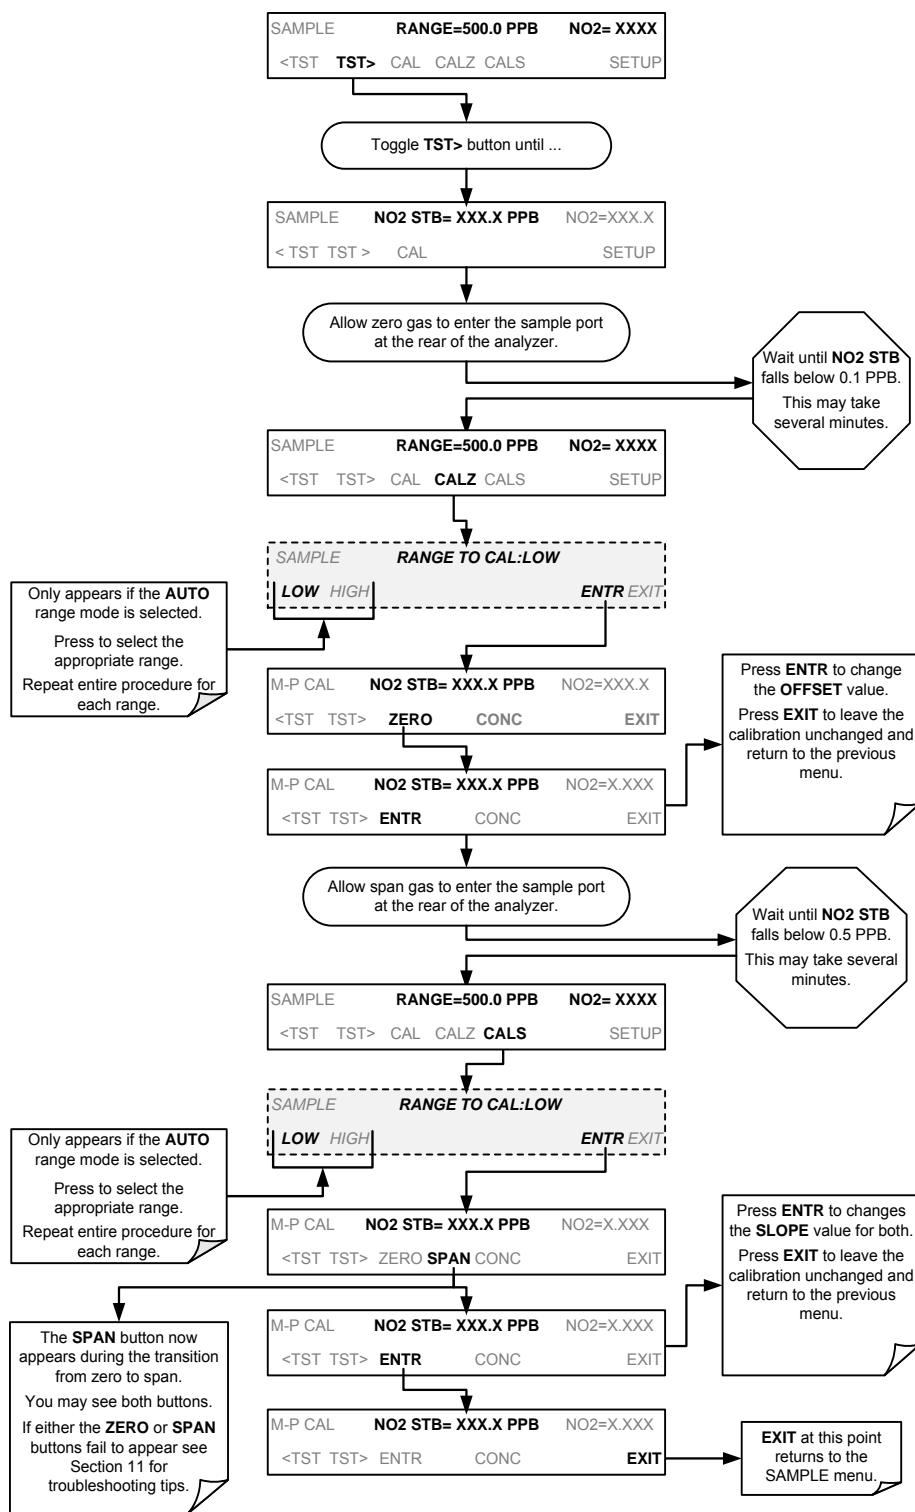 SAMPLE RANGE=500.0 PPB NO2= XXXX
<TST TST> CAL CALZ CALS SETUP
Toggle TST> button until ...
SAMPLE NO2 STB= XXX.X PPB NO2=XXX.X
< TST TST > CAL SETUP
Allow zero gas to enter the sample port
at the rear of the analyzer.
Wait until NO2 STB
falls below 0.1 PPB.
This may take
several minutes.
SAMPLE RANGE=500.0 PPB NO2= XXXX
<TST TST> CAL CALZ CALS SETUP
SAMPLE RANGE TO CAL:LOW
LOW HIGH ENTR EXIT
Only appears if the AUTO
range mode is selected.
Press to select the
appropriate range.
Repeat entire procedure for
each range.
M-P CAL NO2 STB= XXX.X PPB NO2=XXX.X
<TST TST> ZERO CONC EXIT
Press ENTR to change
the OFFSET value.
Press EXIT to leave the
calibration unchanged and
return to the previous
menu.
M-P CAL NO2 STB= XXX.X PPB NO2=X.XXX
<TST TST> ENTR CONC EXIT
Allow span gas to enter the sample port
at the rear of the analyzer.
Wait until NO2 STB
falls below 0.5 PPB.
This may take several
minutes.
SAMPLE RANGE=500.0 PPB NO2= XXXX
<TST TST> CAL CALZ CALS SETUP
SAMPLE RANGE TO CAL:LOW
LOW HIGH ENTR EXIT
Only appears if the AUTO
range mode is selected.
Press to select the
appropriate range.
Repeat entire procedure for
each range.
M-P CAL NO2 STB= XXX.X PPB NO2=X.XXX
<TST TST> ZERO SPAN CONC EXIT
Press ENTR to changes
the SLOPE value for both.
Press EXIT to leave the
calibration unchanged and
return to the previous
menu.
The SPAN button now
appears during the transition
from zero to span.
You may see both buttons.
If either the ZERO or SPAN
buttons fail to appear see
Section 11 for
troubleshooting tips.
M-P CAL NO2 STB= XXX.X PPB NO2=X.XXX
<TST TST> ENTR CONC EXIT
M-P CAL NO2 STB= XXX.X PPB NO2=X.XXX
<TST TST> ENTR CONC EXIT
EXIT at this point
returns to the
SAMPLE menu.